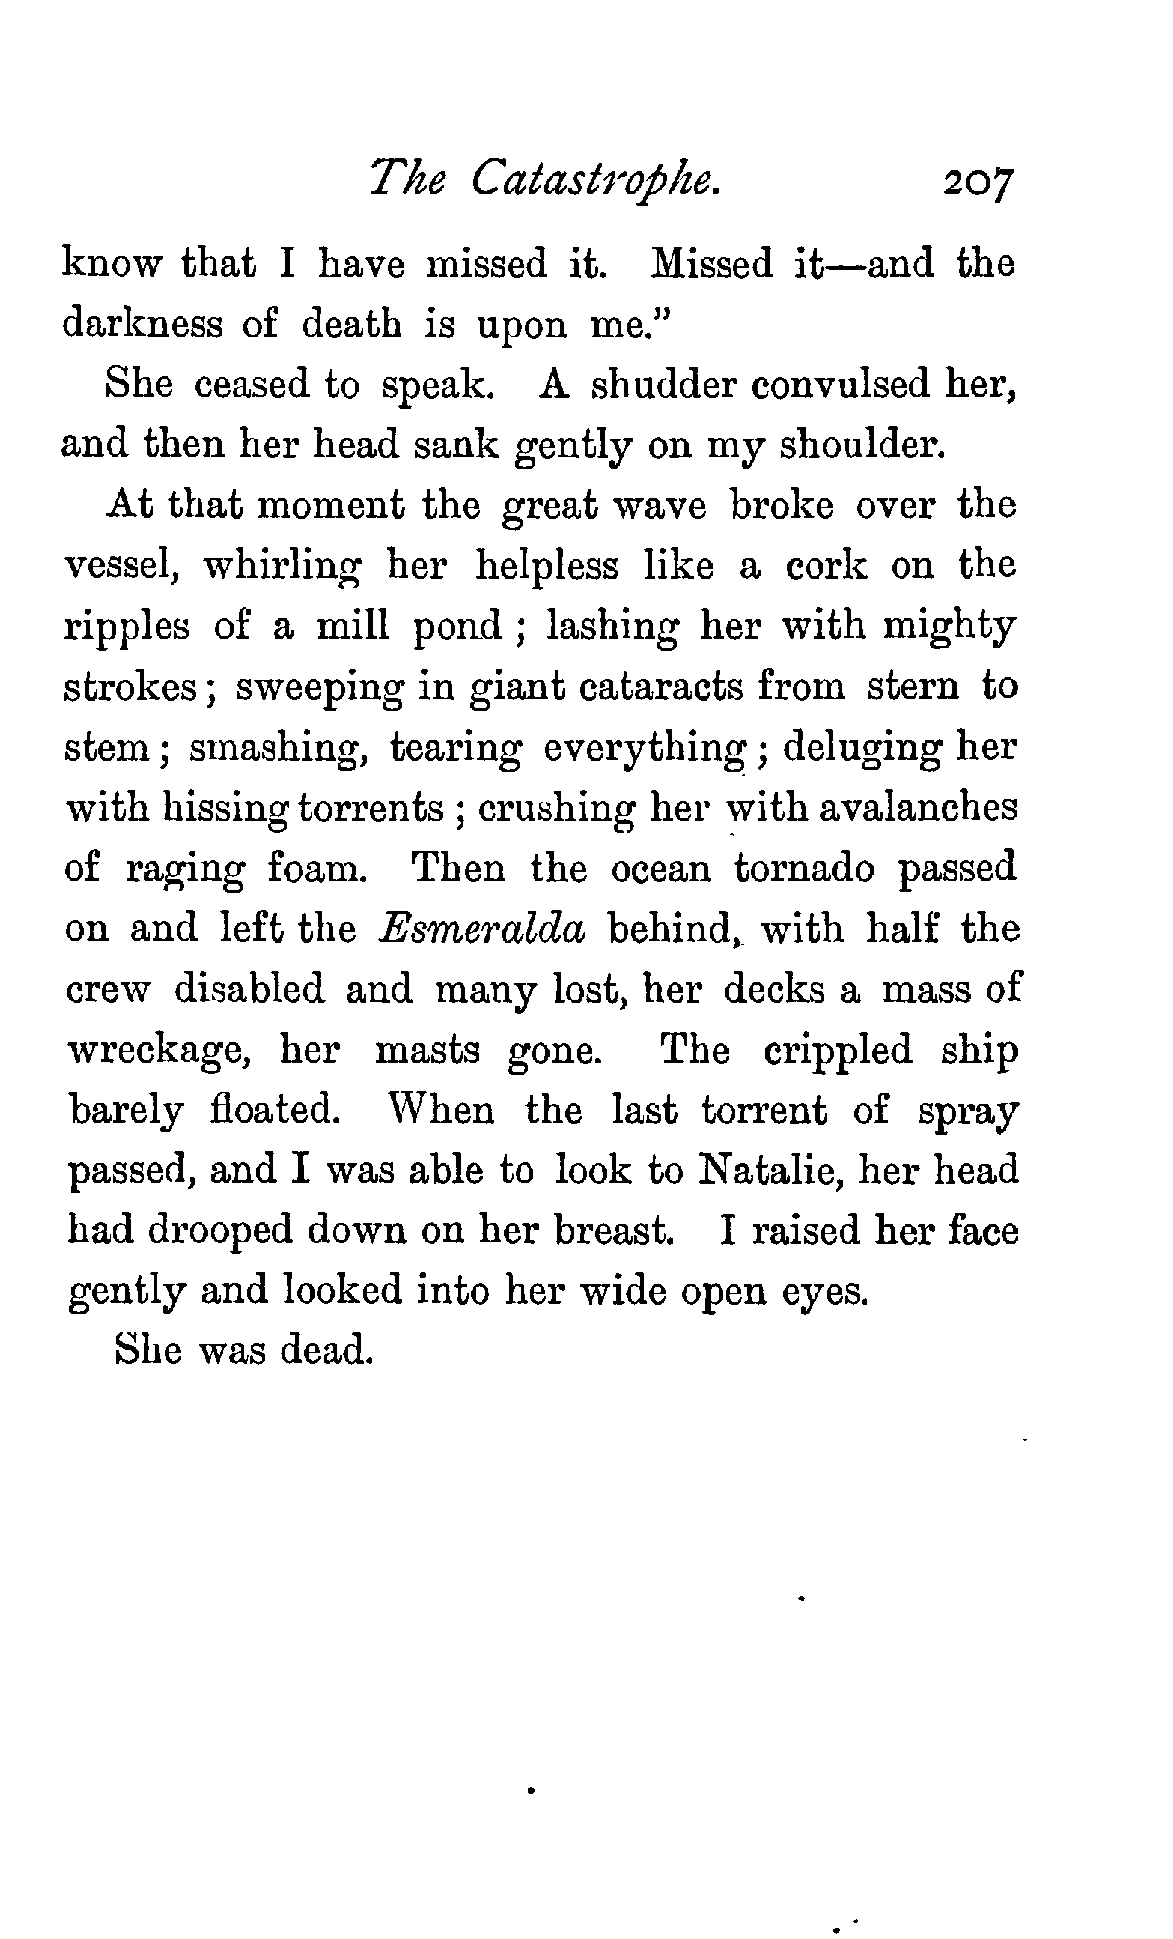 The Catastrophe. 207
know that I have missed it. Missed it—and the
darkness of death is upon me."
She ceased to speak. A shudder convulsed her,
and then her head sank gently on my shoulder.
At that moment the great wave broke over the
vessel, whirling her helpless like a cork on the
ripples of a mill pond ; lashing her with mighty
strokes ; sweeping in giant cataracts from stern to
stem ; smashing, tearing everything ; deluging her
with hissing torrents ; crushing her with avalanches
of raging foam. Then the ocean tornado passed
on and left the Esmeralda behind, with half the
crew disabled and many lost, her decks a mass of
wreckage, her masts gone. The crippled ship
barely floated. When the last torrent of spray
passed, and I was able to look to Natalie, her head
had drooped down on her breast. I raised her face
gently and looked into her wide open eyes.
She was dead.